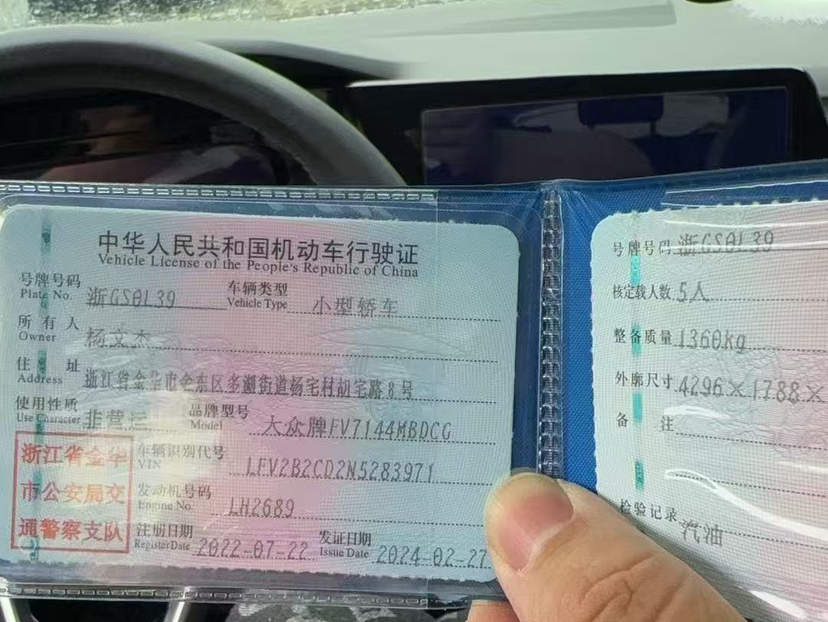 中华人民共和国机动车行驶证
Vehicle License of the People's Republic of China
号牌号码 浙GS0L39 车辆类型 小型轿车
Plate No. Vehicle Type
所有人 杨文杰
Owner
住址 浙江省金华市金东区多湖街道杨宅村胡宅路8号
Address
使用性质 非营运 品牌型号 大众牌FV7144MBDCG
Use Character Model
浙江省金华
市公安局交
通警察支队
车辆识别代号 LFV2B2CD2N5283971
VIN
发动机号码 LH2689
Engine No.
注册日期 2022-07-22 发证日期 2024-02-27
Register Date Issue Date
号牌号码 浙GS0L39
核定载人数 5人
整备质量 1360kg
外廓尺寸 4296×1788×
备注
检验记录 汽油